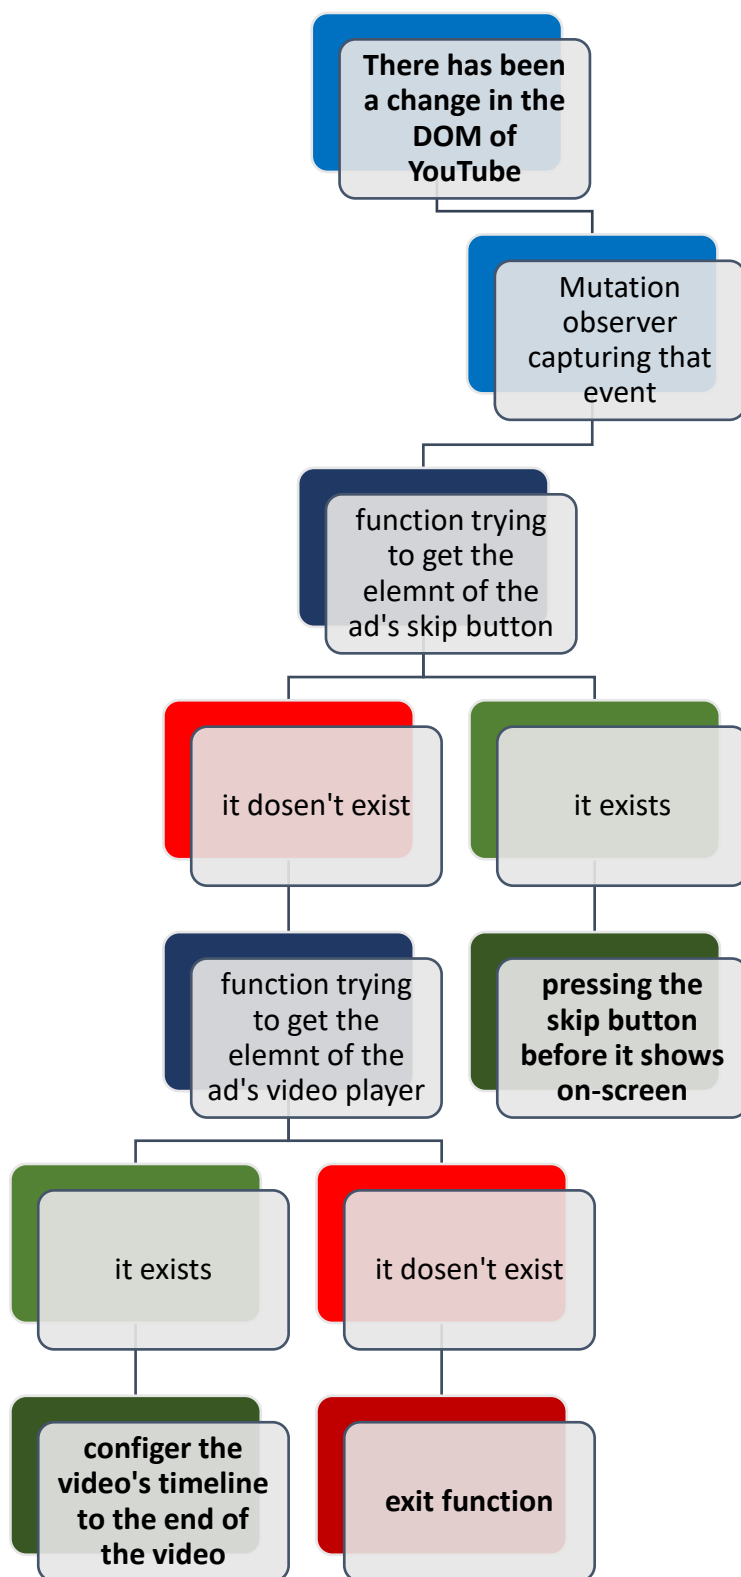 There has been
a change in the
DOM of
YouTube
Mutation
observer
capturing that
event
function trying
to get the
elemnt of the
ad's skip button
it dosen't exist
it exists
function trying
to get the
elemnt of the
ad's video player
pressing the
skip button
before it shows
on-screen
it exists
it dosen't exist
configer the
video's timeline
to the end of
the video
exit function